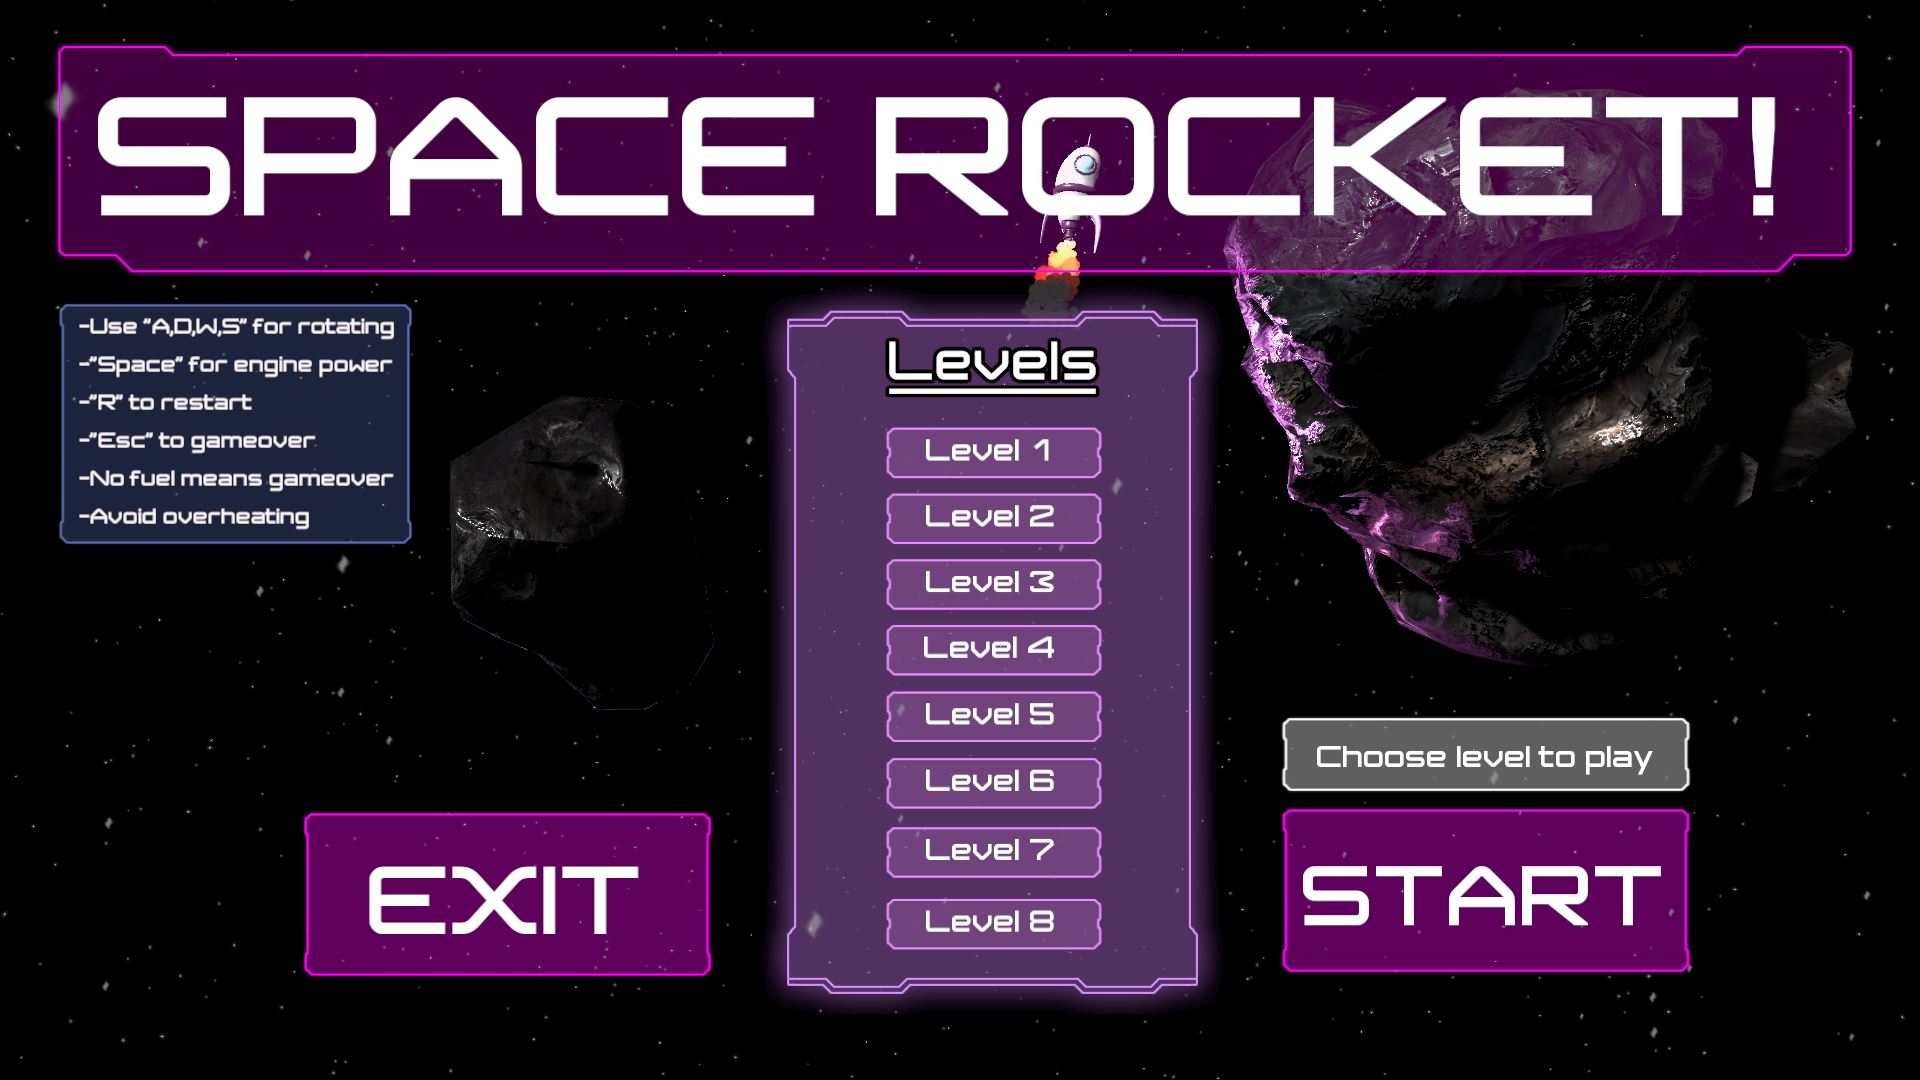 SPACE ROCKET!
-Use "A,D,W,S" for rotating
-"Space" for engine power
-"R" to restart
-"Esc" to gameover
-No fuel means gameover
-Avoid overheating
Levels
Level 1
Level 2
Level 3
Level 4
Level 5
Level 6
Level 7
Level 8
Choose level to play
EXIT
START